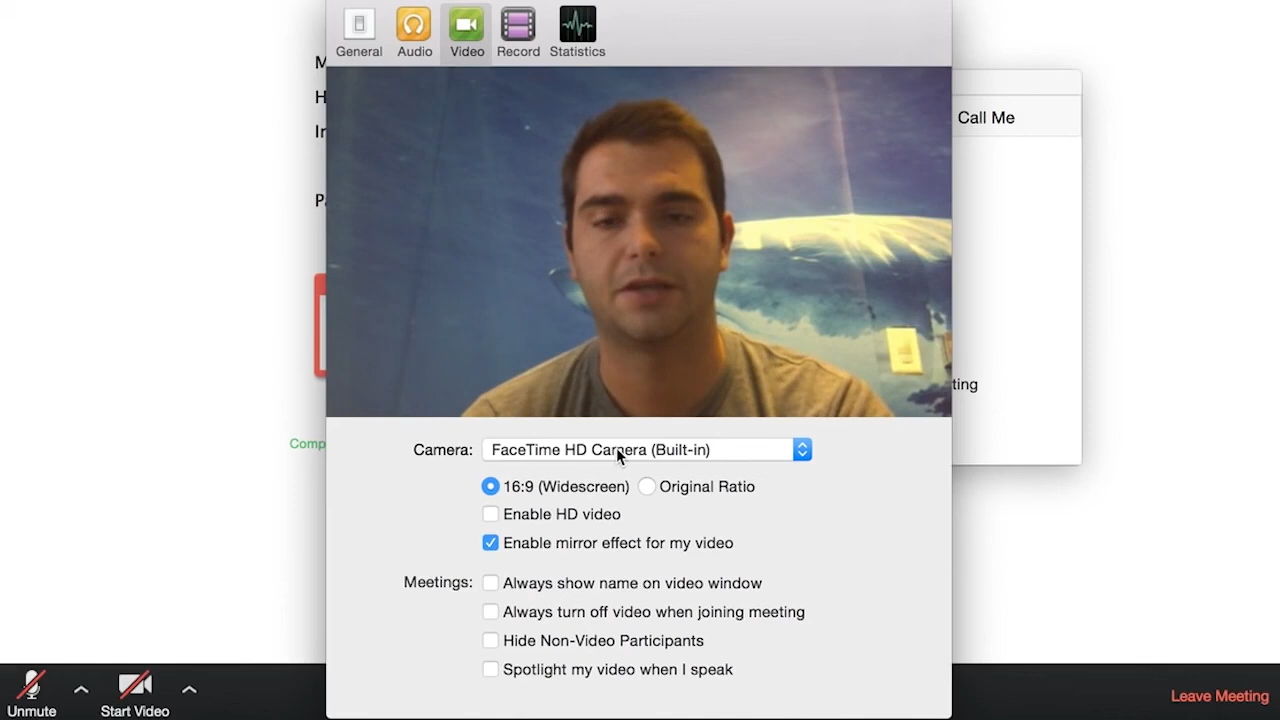 General Audio Video Record Statistics
M
H
In
Pa
Call Me
ting
Comp
Camera: FaceTime HD Camera (Built-in)
16:9 (Widescreen) Original Ratio
Enable HD video
Enable mirror effect for my video
Meetings: Always show name on video window
Always turn off video when joining meeting
Hide Non-Video Participants
Spotlight my video when I speak
Unmute Start Video Leave Meeting